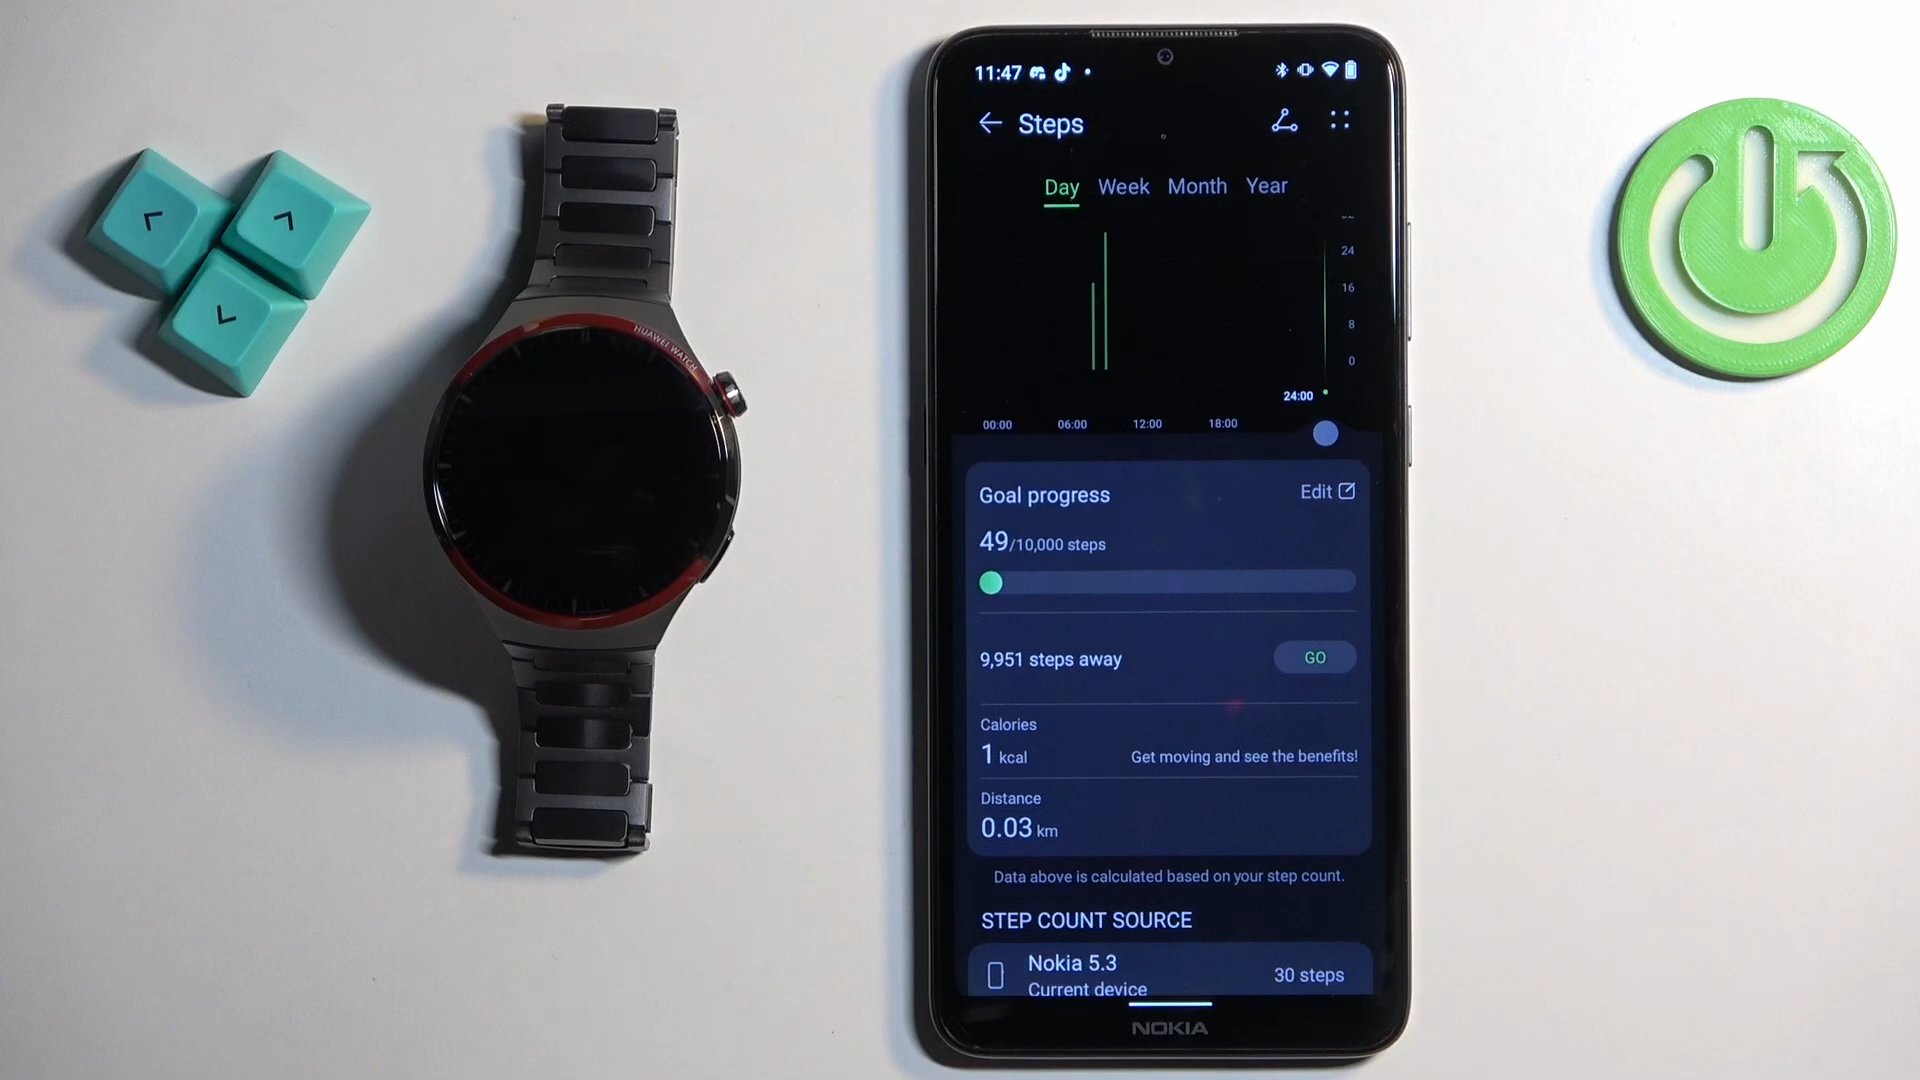 HUAWEI WATCH
11:47
Steps
Day Week Month Year
24
16
8
0
24:00
00:00 06:00 12:00 18:00
Goal progress
Edit
49/10,000 steps
9,951 steps away
GO
Calories
1 kcal
Get moving and see the benefits!
Distance
0.03 km
Data above is calculated based on your step count.
STEP COUNT SOURCE
Nokia 5.3
30 steps
Current device
NOKIA